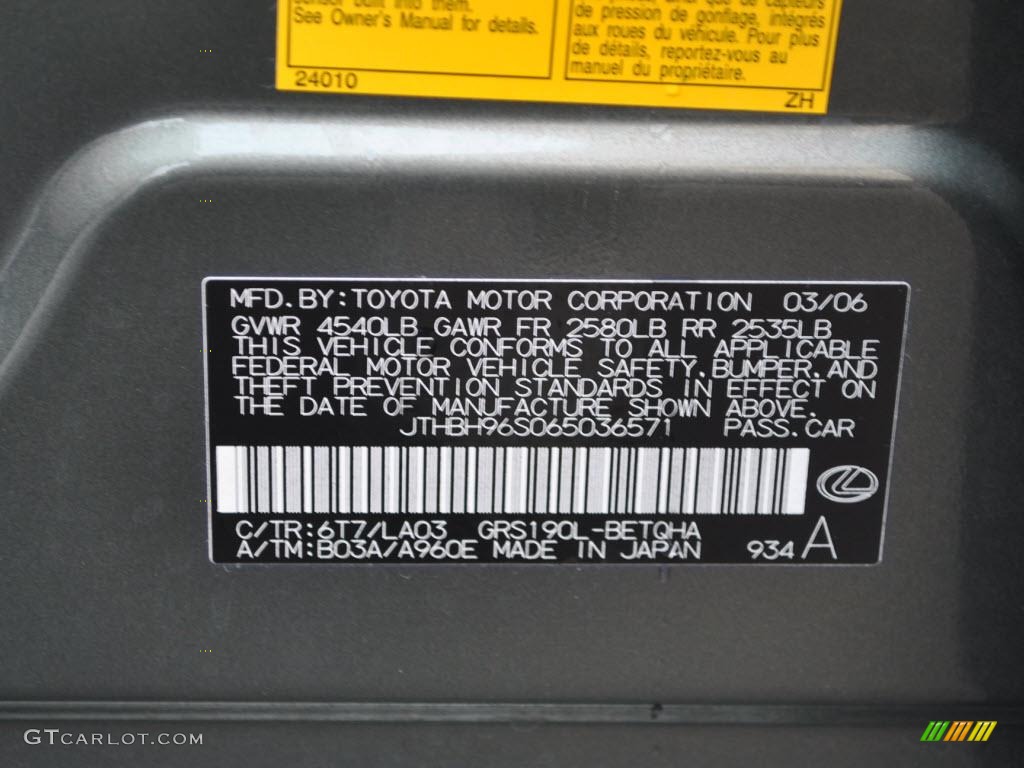 sensor built into them.
See Owner's Manual for details.
24010
de pression de gonflage, intégrés
aux roues du véhicule. Pour plus
de détails, reportez-vous au
manuel du propriétaire.
ZH
MFD.BY:TOYOTA MOTOR CORPORATION 03/06
GVWR 4540LB GAWR FR 2580LB RR 2535LB
THIS VEHICLE CONFORMS TO ALL APPLICABLE
FEDERAL MOTOR VEHICLE SAFETY,BUMPER,AND
THEFT PREVENTION STANDARDS IN EFFECT ON
THE DATE OF MANUFACTURE SHOWN ABOVE.
JTHBH96S065036571 PASS.CAR
C/TR:6T7/LA03 GRS190L-BETQHA
A/TM:B03A/A960E MADE IN JAPAN 934 A
GTCARLOT.COM